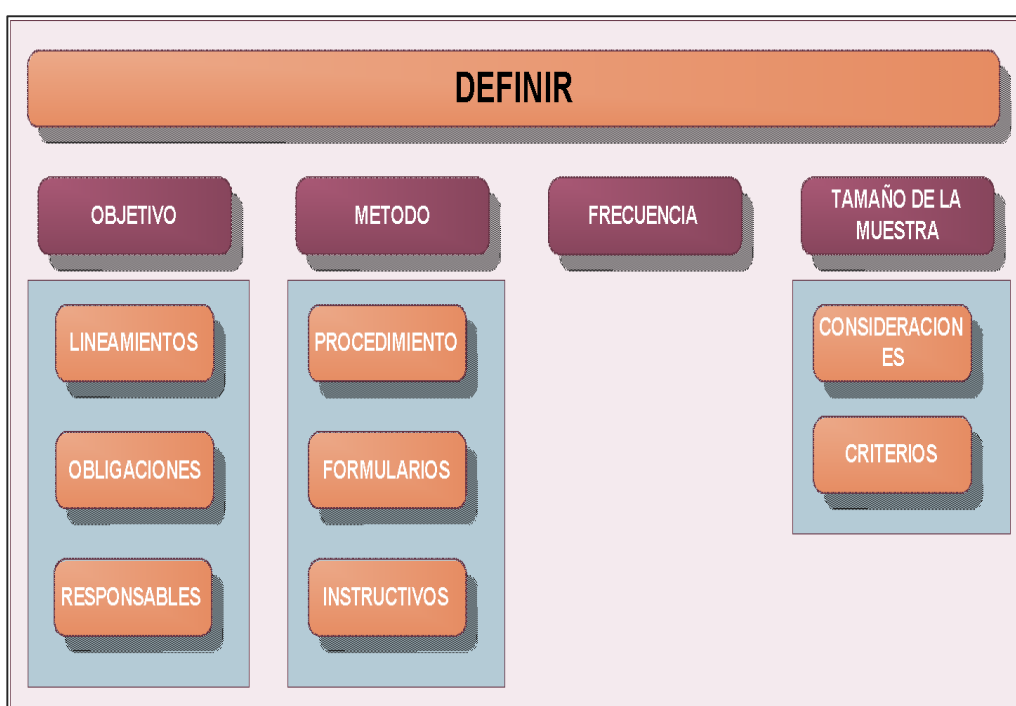 DEFINIR
OBJETIVO
LINEAMIENTOS
OBLIGACIONES
RESPONSABLES
METODO
PROCEDIMIENTO
FORMULARIOS
INSTRUCTIVOS
FRECUENCIA
TAMAÑO DE LA
MUESTRA
CONSIDERACION
ES
CRITERIOS